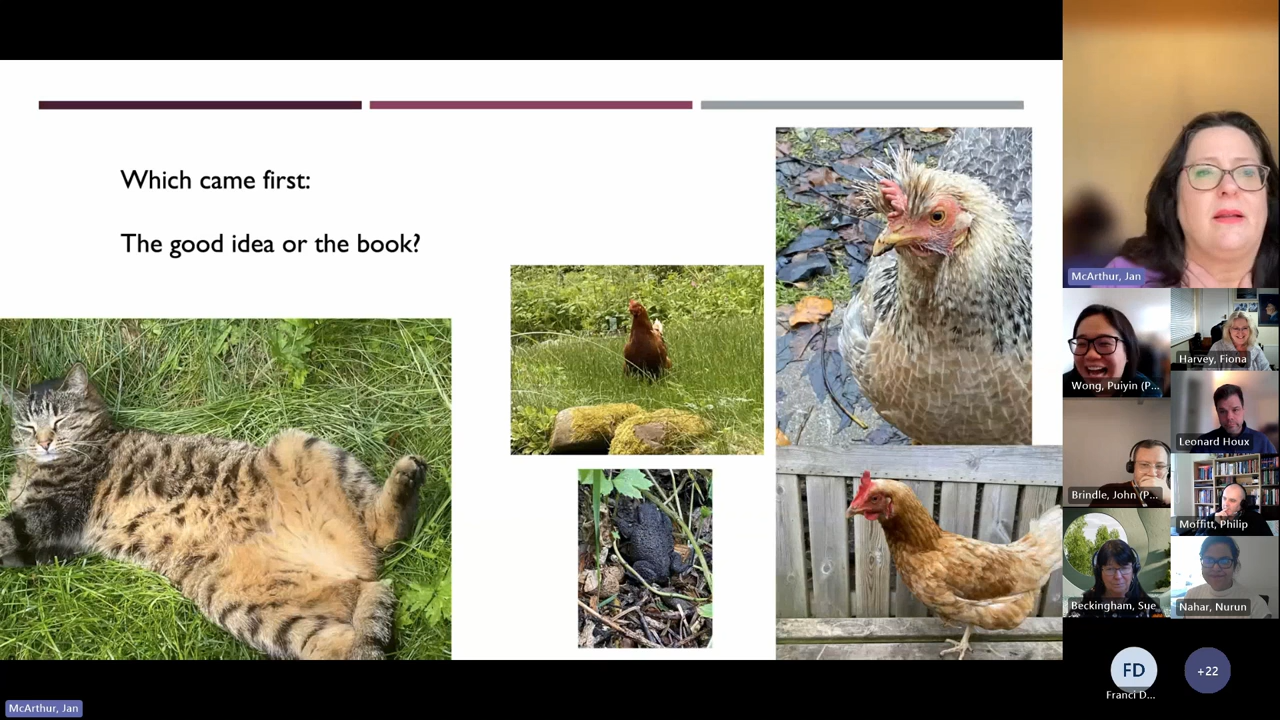 Which came first:
The good idea or the book?
McArthur, Jan
Wong, Puiyin (P...
Harvey, Fiona
Leonard Houx
Brindle, John (P...
Moffitt, Philip
Beckingham, Sue
Nahar, Nurun
FD
Franci D...
+22
McArthur, Jan